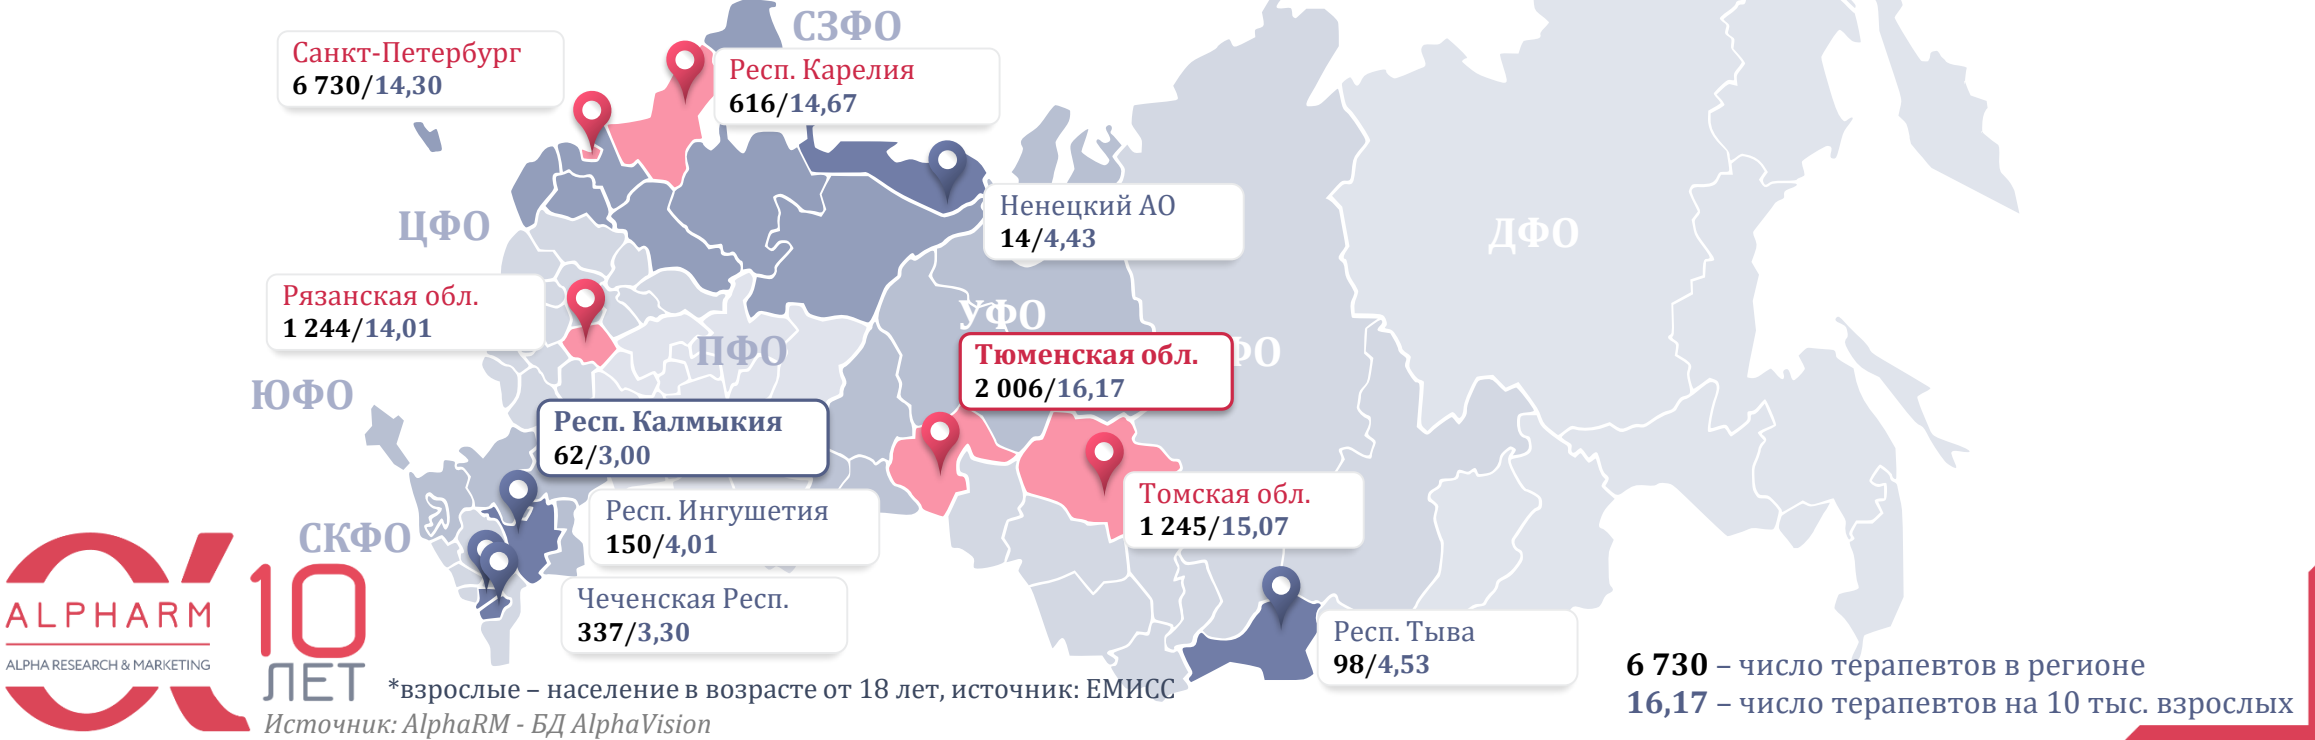 СЗФО
Санкт-Петербург
6 730/14,30
Респ. Карелия
616/14,67
Ненецкий АО
14/4,43
ЦФО
ДФО
Рязанская обл.
1 244/14,01
УФО
ПФО
ФО
Тюменская обл.
2 006/16,17
ЮФО
Респ. Калмыкия
62/3,00
Томская обл.
1 245/15,07
Респ. Ингушетия
150/4,01
СКФО
Чеченская Респ.
337/3,30
Респ. Тыва
98/4,53
ALPHARM
ALPHA RESEARCH & MARKETING
10
ЛЕТ
6 730 – число терапевтов в регионе
16,17 – число терапевтов на 10 тыс. взрослых
*взрослые – население в возрасте от 18 лет, источник: ЕМИСС
Источник: AlphaRM - БД AlphaVision